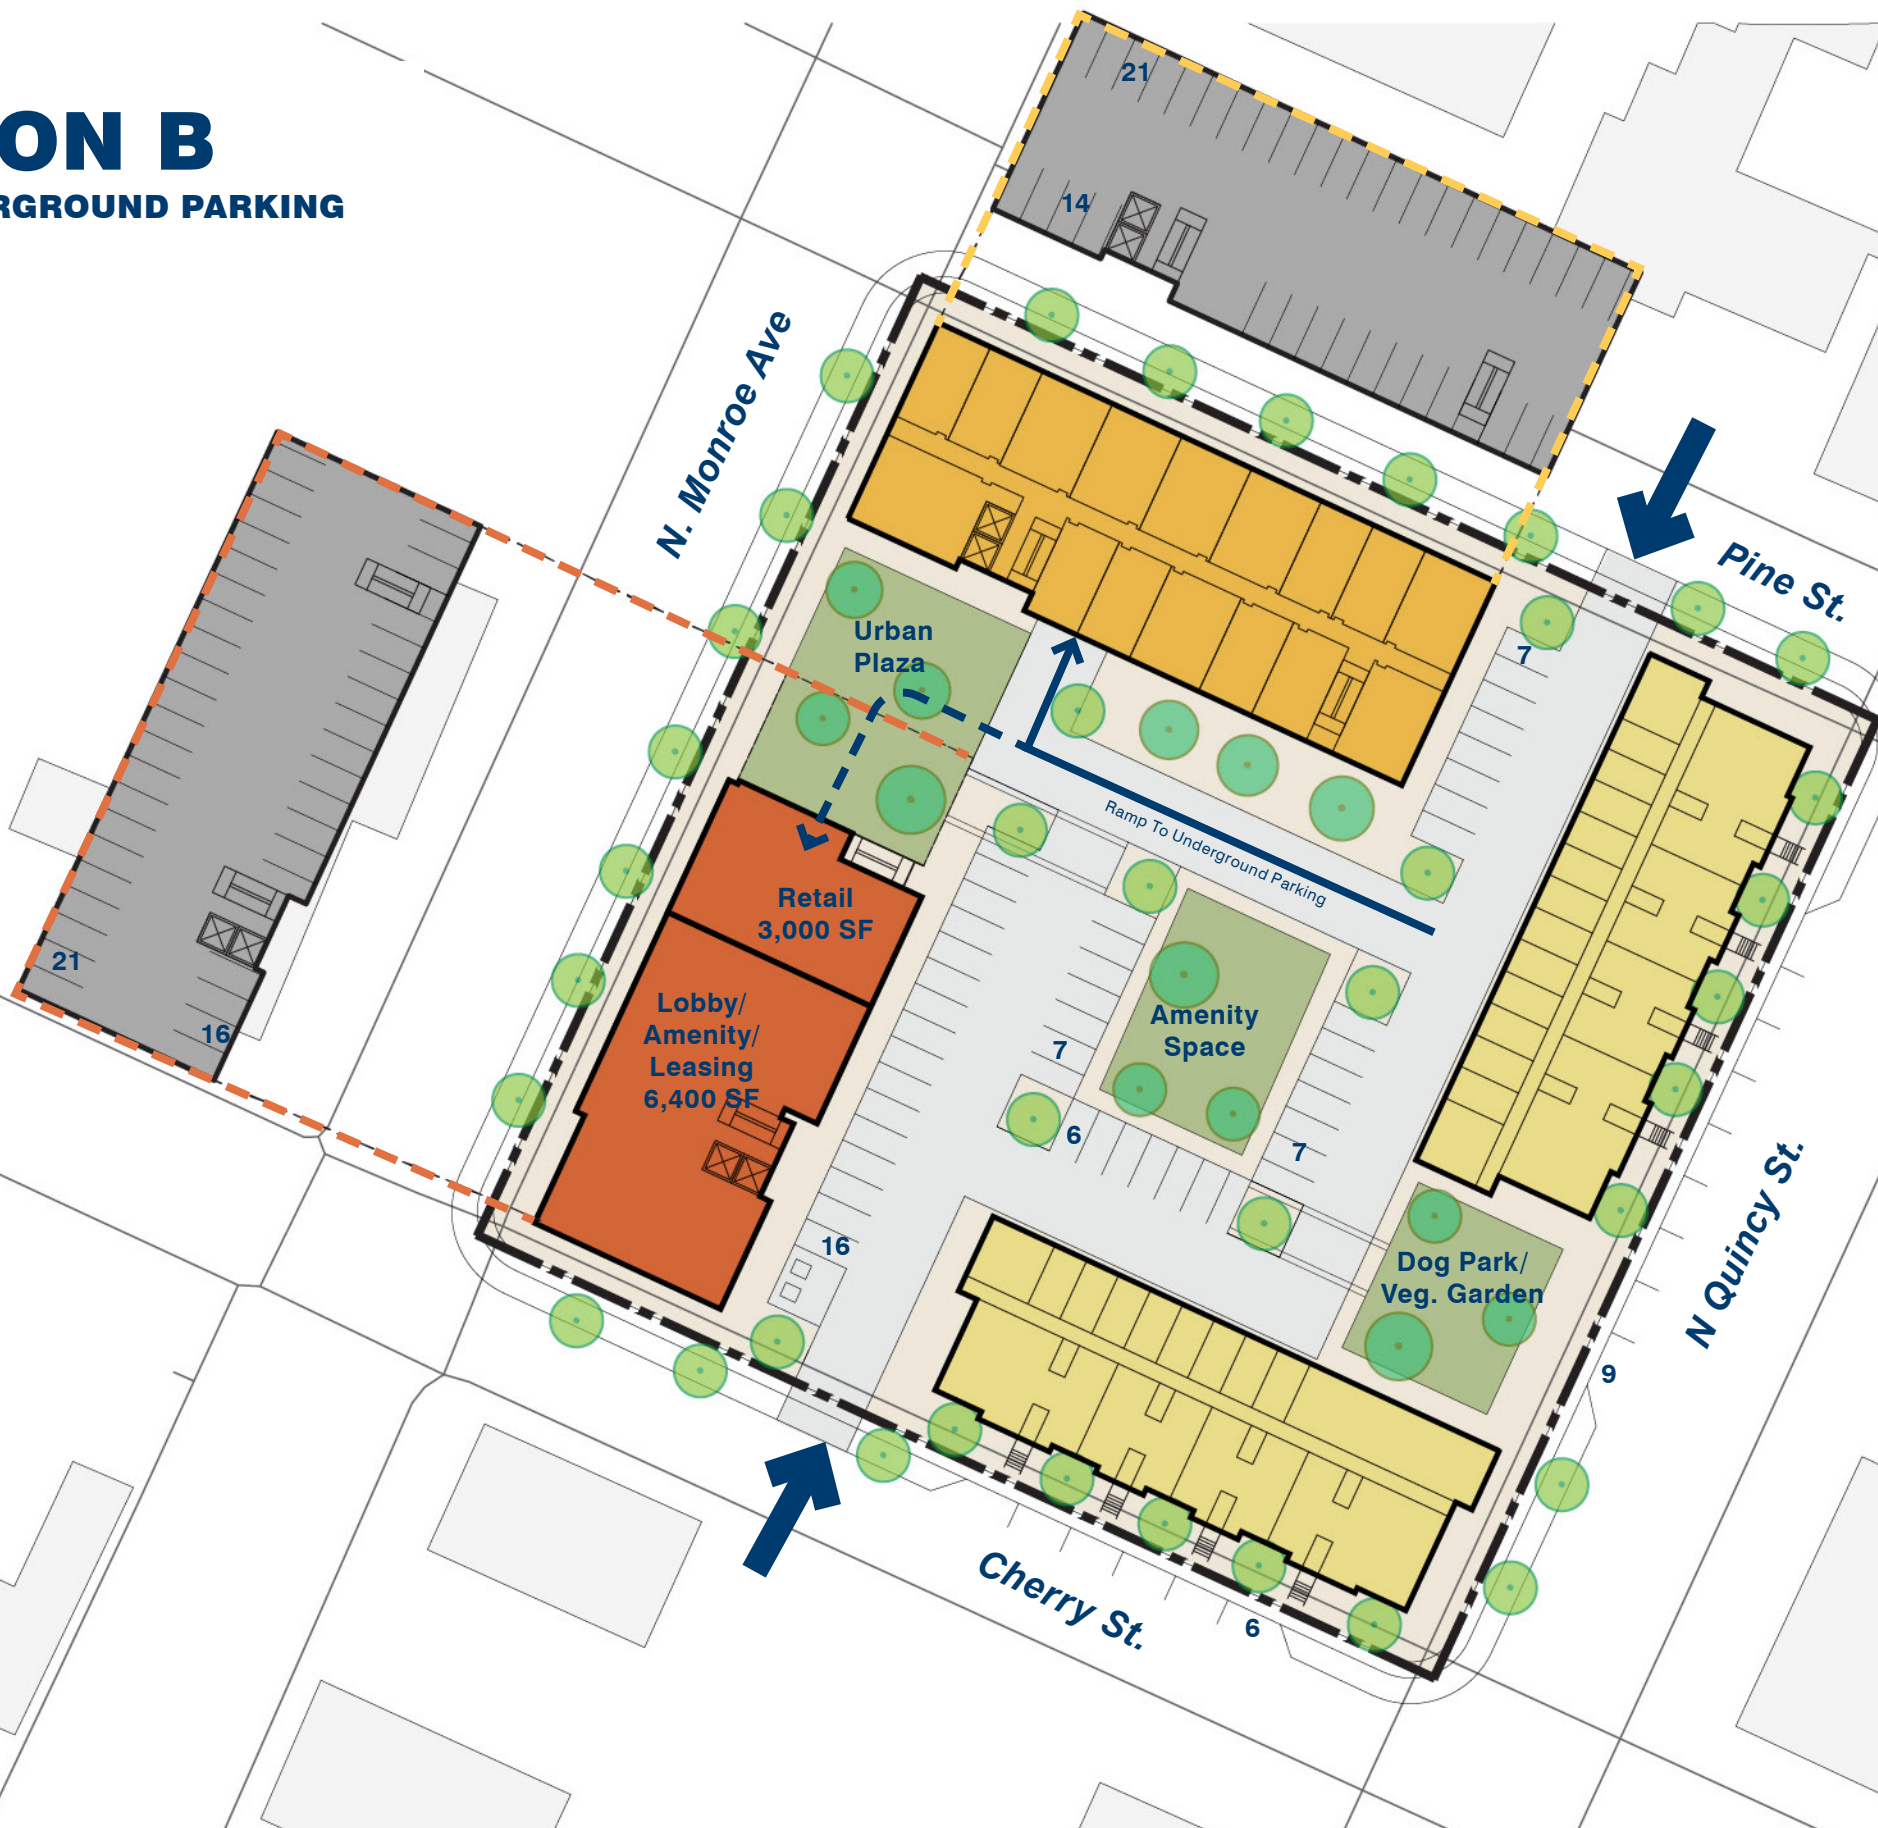 ON B
RGROUND PARKING
21
14
N. Monroe Ave
Pine St.
Urban
Plaza
7
Ramp To Underground Parking
Retail
3,000 SF
21
16
Lobby/
Amenity/
Leasing
6,400 SF
Amenity
Space
7
6
7
16
Dog Park/
Veg. Garden
N Quincy St.
9
Cherry St.
6